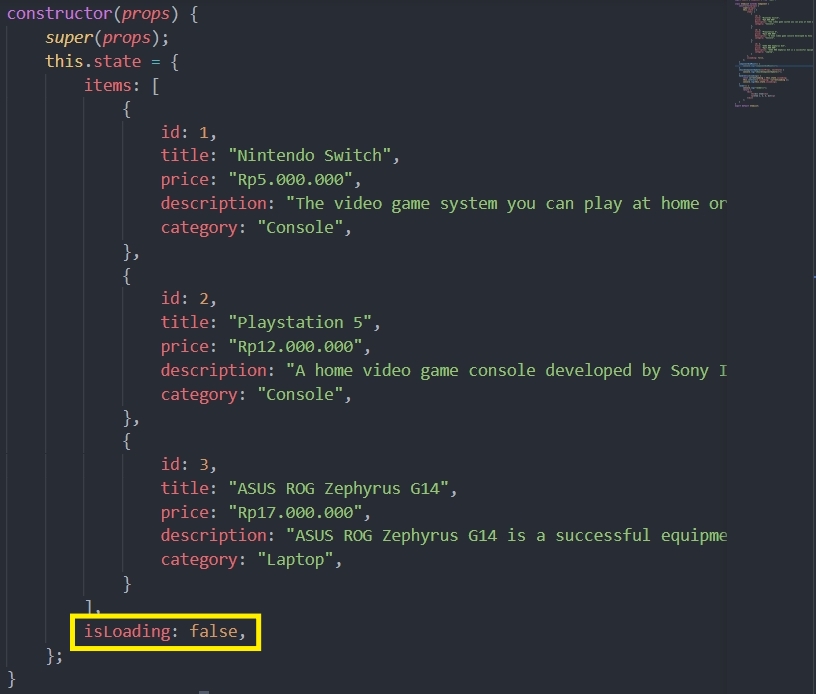 constructor(props) {
super(props);
this.state = {
items: [
{
id: 1,
title: "Nintendo Switch",
price: "Rp5.000.000",
description: "The video game system you can play at home or
category: "Console",
},
{
id: 2,
title: "Playstation 5",
price: "Rp12.000.000",
description: "A home video game console developed by Sony I
category: "Console",
},
{
id: 3,
title: "ASUS ROG Zephyrus G14",
price: "Rp17.000.000",
description: "ASUS ROG Zephyrus G14 is a successful equipme
category: "Laptop",
}
],
isLoading: false,
};
}